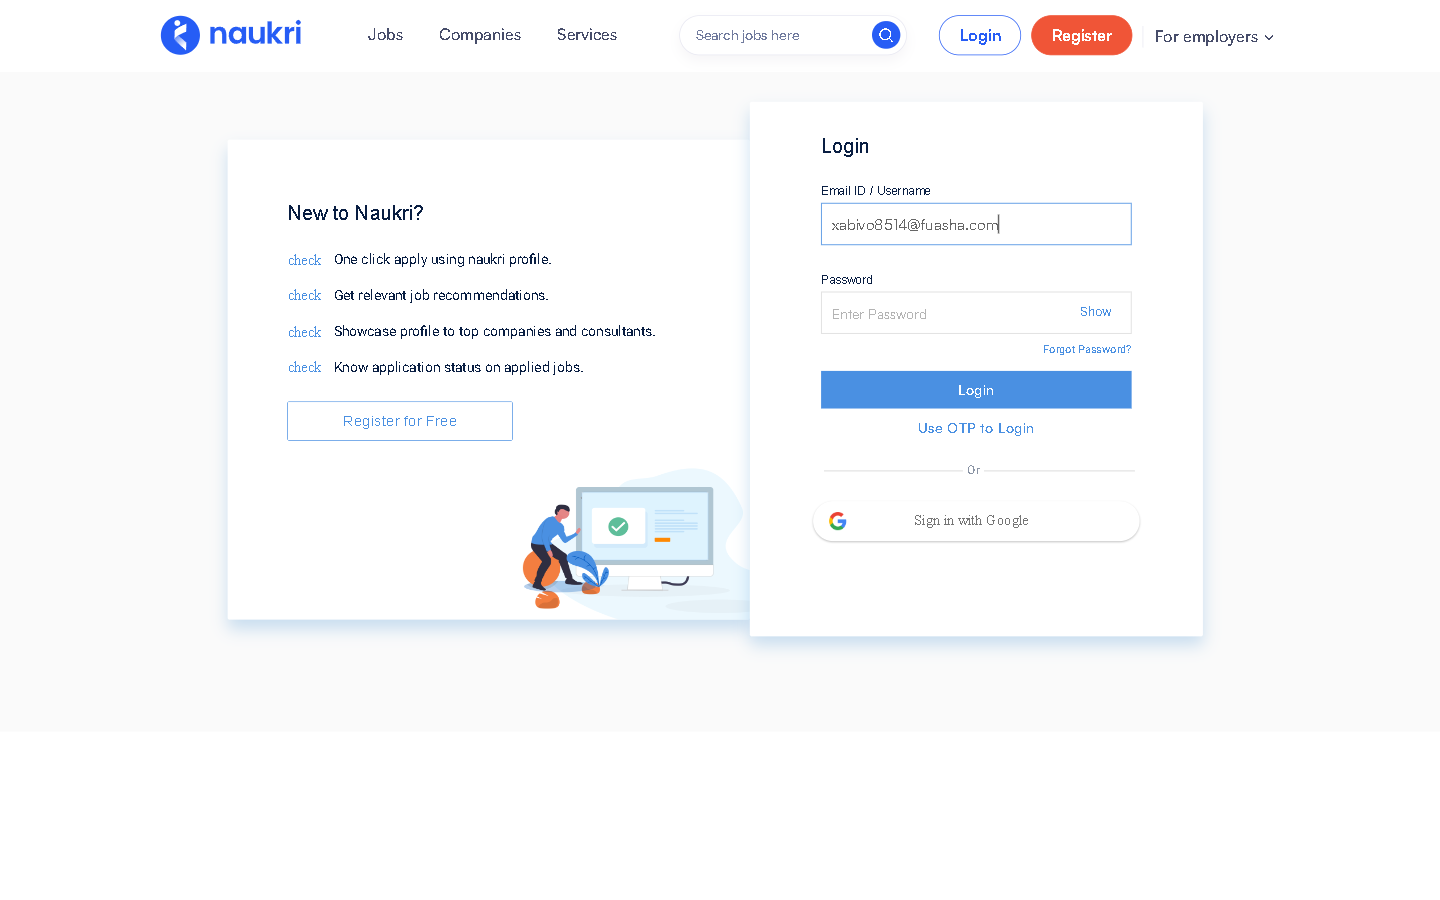 naukri
Jobs Companies Services
Search jobs here
Login
Register
For employers
New to Naukri?
check One click apply using naukri profile.
check Get relevant job recommendations.
check Showcase profile to top companies and consultants.
check Know application status on applied jobs.
Register for Free
Login
Email ID / Username
xabivo8514@fuasha.com
Password
Enter Password
Show
Forgot Password?
Login
Use OTP to Login
Or
Sign in with Google